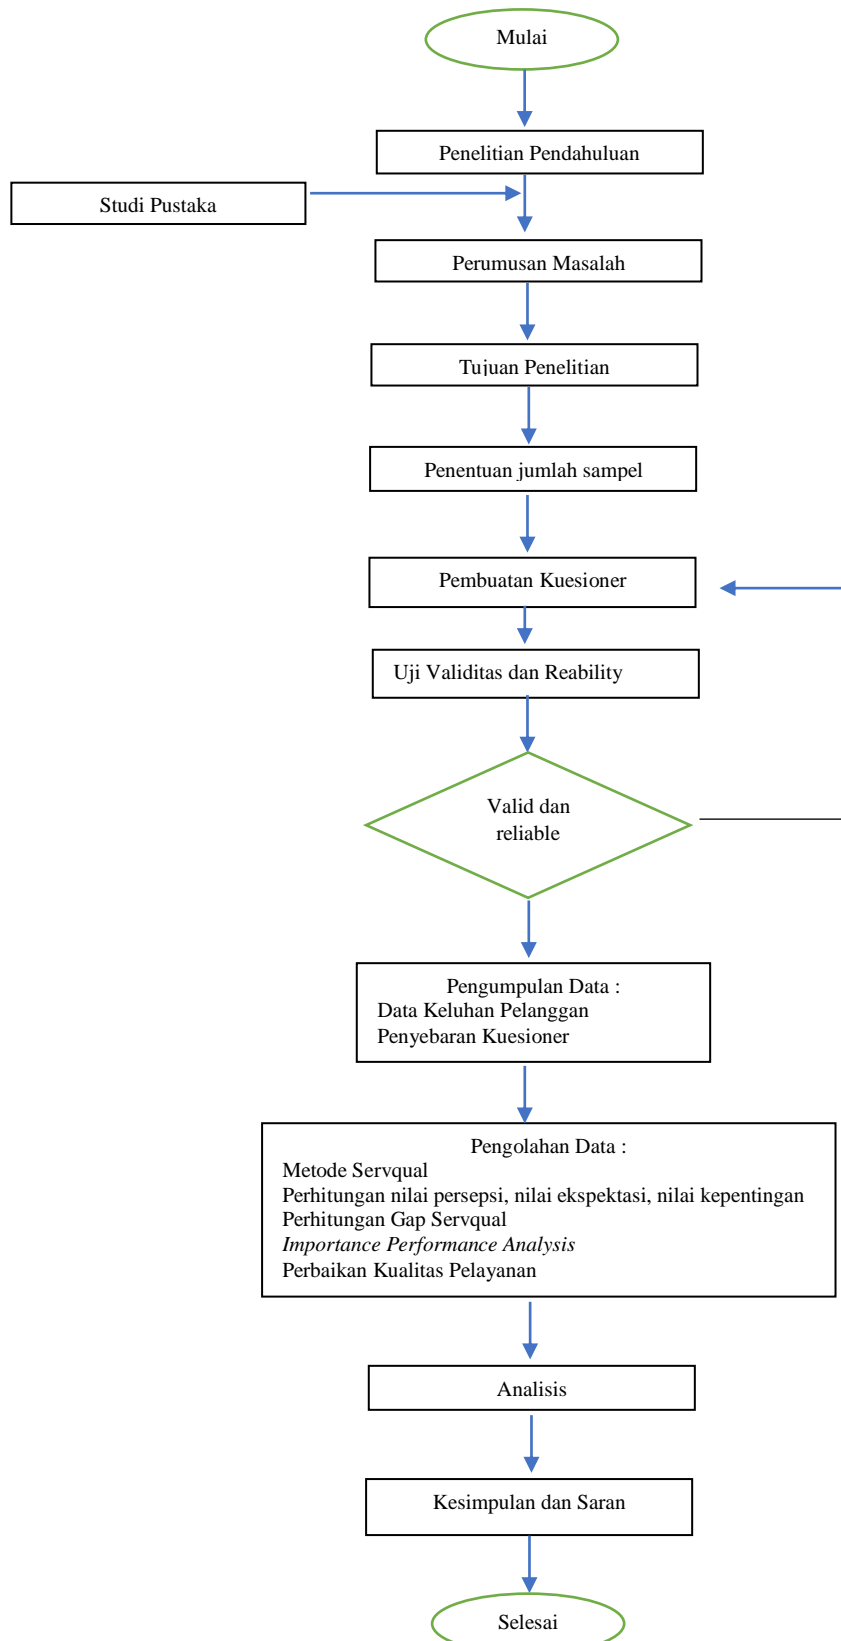 Mulai
Penelitian Pendahuluan
Studi Pustaka
Perumusan Masalah
Tujuan Penelitian
Penentuan jumlah sampel
Pembuatan Kuesioner
Uji Validitas dan Reability
Valid dan
reliable
Pengumpulan Data :
Data Keluhan Pelanggan
Penyebaran Kuesioner
Pengolahan Data :
Metode Servqual
Perhitungan nilai persepsi, nilai ekspektasi, nilai kepentingan
Perhitungan Gap Servqual
Importance Performance Analysis
Perbaikan Kualitas Pelayanan
Analisis
Kesimpulan dan Saran
Selesai